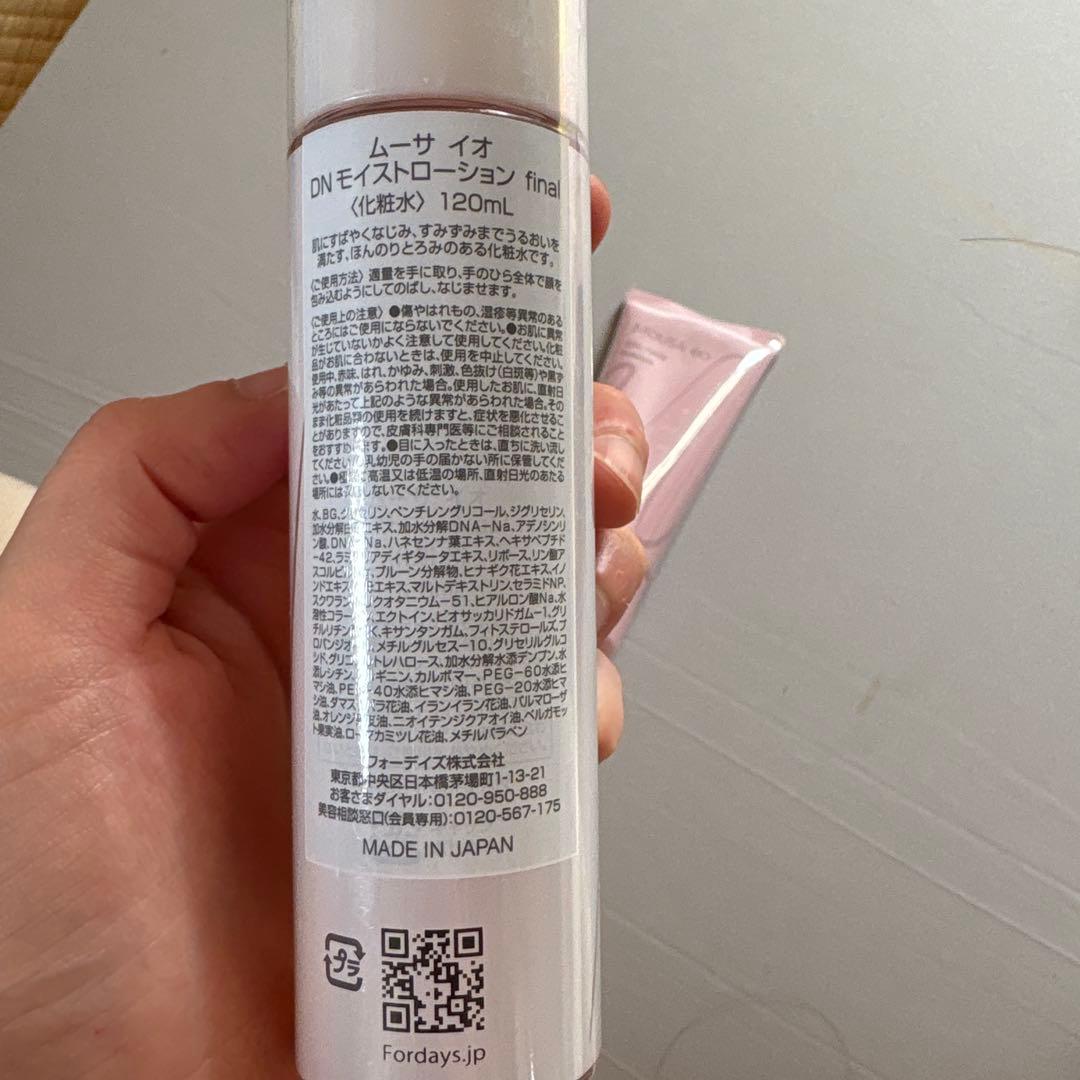 ムーサ イオ
DN モイストローション final
〈化粧水〉 120mL
肌にすばやくなじみ、すみずみまでうるおいを
満たす、ほんのりとろみのある化粧水です。
〈ご使用方法〉 適量を手に取り、手のひら全体で顔を
包み込むようにしてのばし、なじませます。
〈ご使用上の注意〉 ●傷やはれもの、湿疹等異常のある
ところにはご使用にならないでください。●お肌に異常
が生じていないかよく注意して使用してください。化粧
品がお肌に合わないときは、使用を中止してください。
使用中、赤味、はれ、かゆみ、刺激、色抜け(白斑等)や黒ず
み等の異常があらわれた場合。使用したお肌に、直射日
光があたって上記のような異常があらわれた場合。その
まま化粧品類の使用を続けますと、症状を悪化させるこ
とがありますので、皮膚科専門医等にご相談されること
をおすすめします。●目に入ったときは、直ちに洗い流し
てください。乳幼児の手の届かない所に保管してくだ
さい。●極端に高温又は低温の場所、直射日光のあたる
場所には しないでください。
水、BG、グリセリン、ペンチレングリコール、ジグリセリン、
加水分解白 エキス、加水分解DNA-Na、アデノシンリ
ン酸、DNA-Na、ハネセンナ葉エキス、ヘキサペプチド
-42、ラミナリアディギタータエキス、リボース、リン酸ア
スコルビル 、プルーン分解物、ヒナギク花エキス、イノ
ンドエキス、 エキス、マルトデキストリン、セラミドNP、
スクワラン、 リクオタニウム-51、ヒアルロン酸Na、水
溶性コラーゲン、エクトイン、ビオサッカリドガム-1、グリ
チルリチン酸2K、キサンタンガム、フィトステロールズ、プ
ロパンジオール、メチルグルセス-10、グリセリルグルコ
シド、グリコシルトレハロース、加水分解水添デンプン、水
添レシチン、アルギニン、カルボマー、PEG-60水添ヒ
マシ油、PEG-40水添ヒマシ油、PEG-20水添ヒマ
シ油、ダマスクバラ花油、イランイラン花油、パルマローザ
油、オレンジ果皮油、ニオイテンジクアオイ油、ベルガモッ
ト果実油、ローマカミツレ花油、メチルパラベン
フォーデイズ株式会社
東京都中央区日本橋茅場町1-13-21
お客さまダイヤル:0120-950-888
美容相談窓口(会員専用):0120-567-175
MADE IN JAPAN
プラ
Fordays.jp